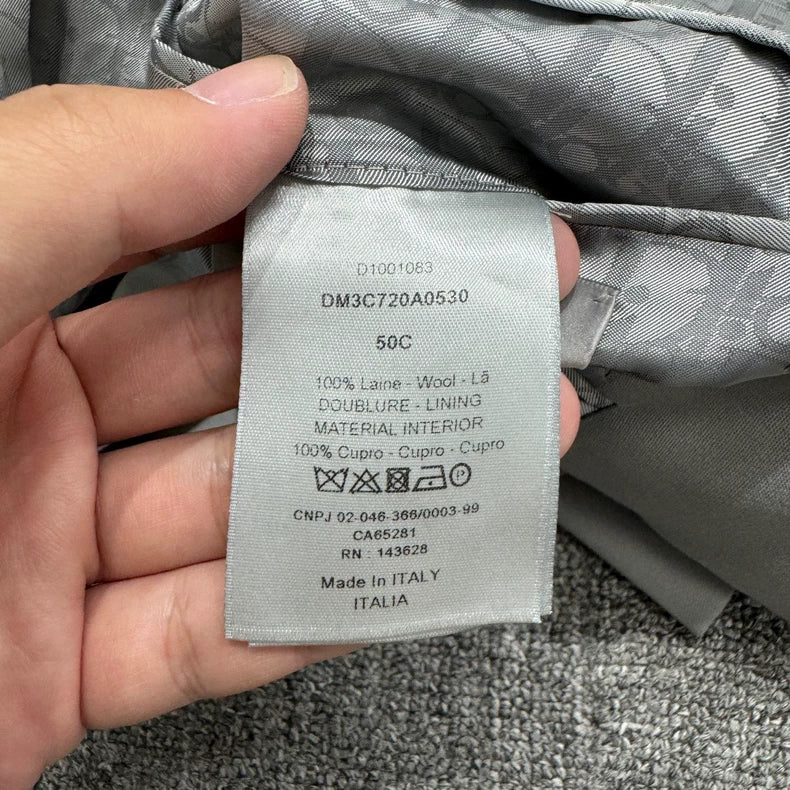 D1001083
DM3C720A0530
50C
100% Laine - Wool - Lã
DOUBLURE - LINING
MATERIAL INTERIOR
100% Cupro - Cupro - Cupro
CNPJ 02-046-366/0003-99
CA65281
RN : 143628
Made In ITALY
ITALIA